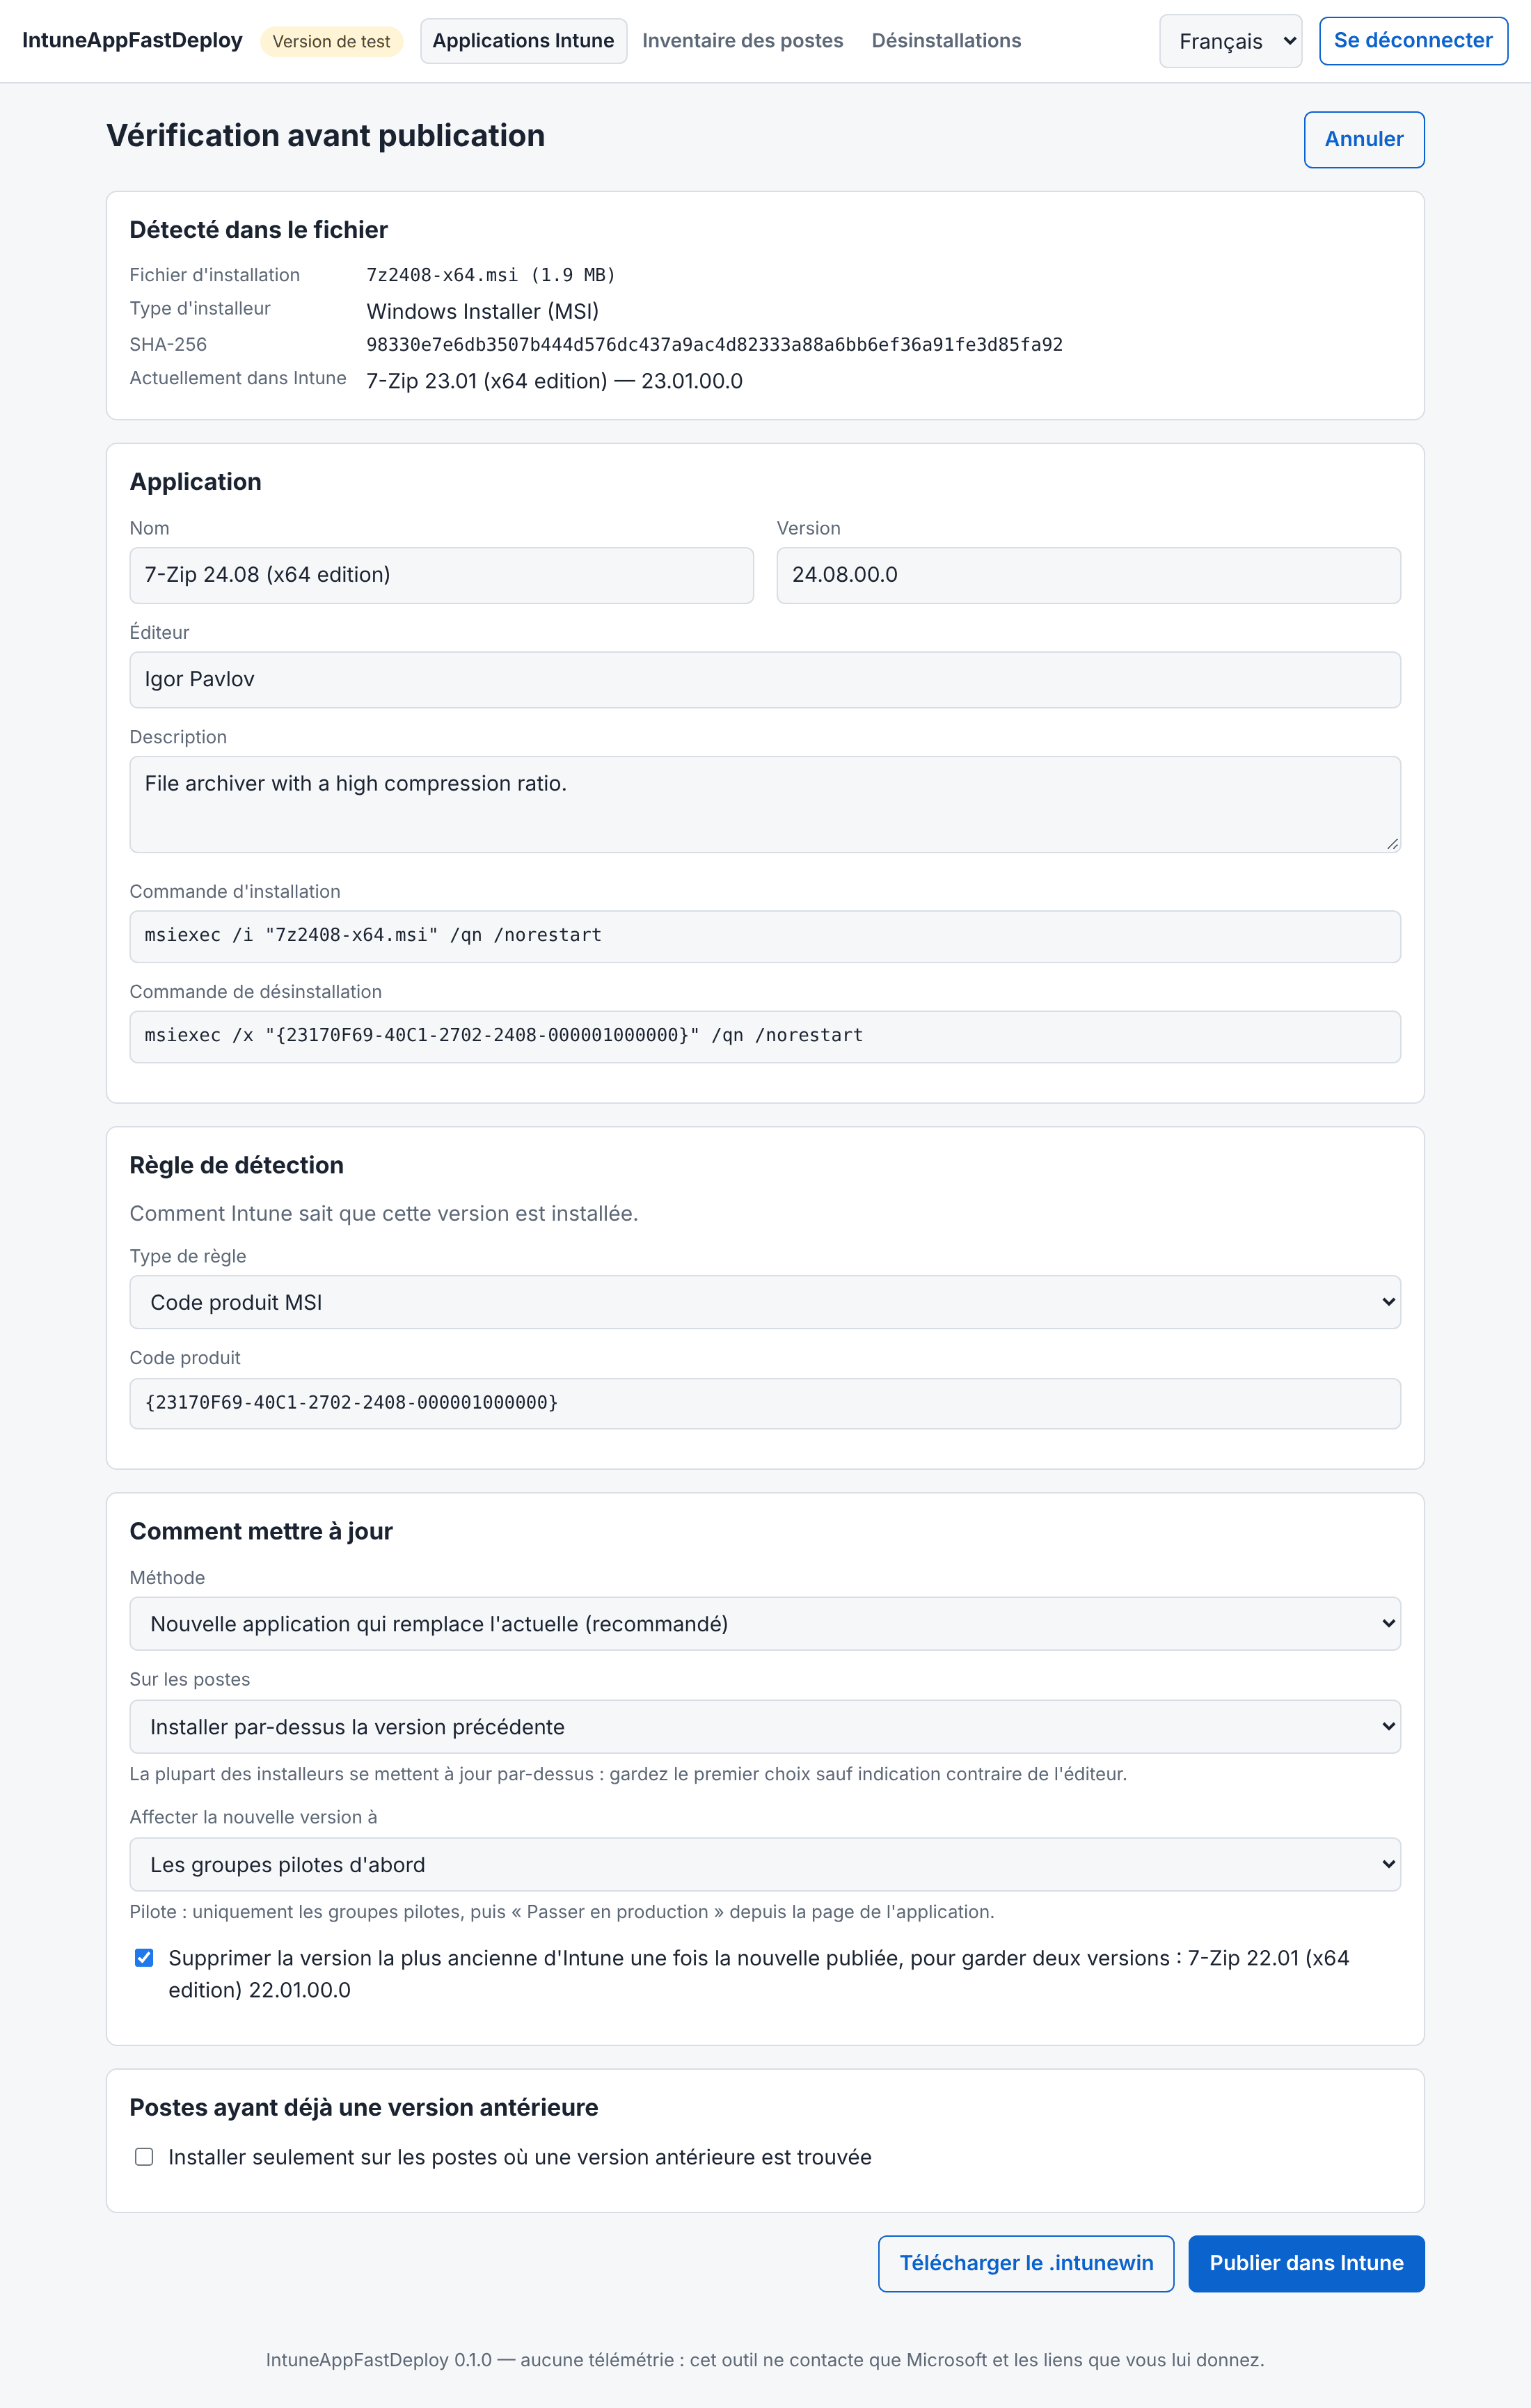 IntuneAppFastDeploy Version de test Applications Intune Inventaire des postes Désinstallations Français Se déconnecter
Vérification avant publication Annuler
Détecté dans le fichier
Fichier d'installation 7z2408-x64.msi (1.9 MB)
Type d'installeur Windows Installer (MSI)
SHA-256 98330e7e6db3507b444d576dc437a9ac4d82333a88a6bb6ef36a91fe3d85fa92
Actuellement dans Intune 7-Zip 23.01 (x64 edition) — 23.01.00.0
Application
Nom Version
7-Zip 24.08 (x64 edition) 24.08.00.0
Éditeur
Igor Pavlov
Description
File archiver with a high compression ratio.
Commande d'installation
msiexec /i "7z2408-x64.msi" /qn /norestart
Commande de désinstallation
msiexec /x "{23170F69-40C1-2702-2408-000001000000}" /qn /norestart
Règle de détection
Comment Intune sait que cette version est installée.
Type de règle
Code produit MSI
Code produit
{23170F69-40C1-2702-2408-000001000000}
Comment mettre à jour
Méthode
Nouvelle application qui remplace l'actuelle (recommandé)
Sur les postes
Installer par-dessus la version précédente
La plupart des installeurs se mettent à jour par-dessus : gardez le premier choix sauf indication contraire de l'éditeur.
Affecter la nouvelle version à
Les groupes pilotes d'abord
Pilote : uniquement les groupes pilotes, puis « Passer en production » depuis la page de l'application.
Supprimer la version la plus ancienne d'Intune une fois la nouvelle publiée, pour garder deux versions : 7-Zip 22.01 (x64
edition) 22.01.00.0
Postes ayant déjà une version antérieure
Installer seulement sur les postes où une version antérieure est trouvée
Télécharger le .intunewin Publier dans Intune
IntuneAppFastDeploy 0.1.0 — aucune télémétrie : cet outil ne contacte que Microsoft et les liens que vous lui donnez.